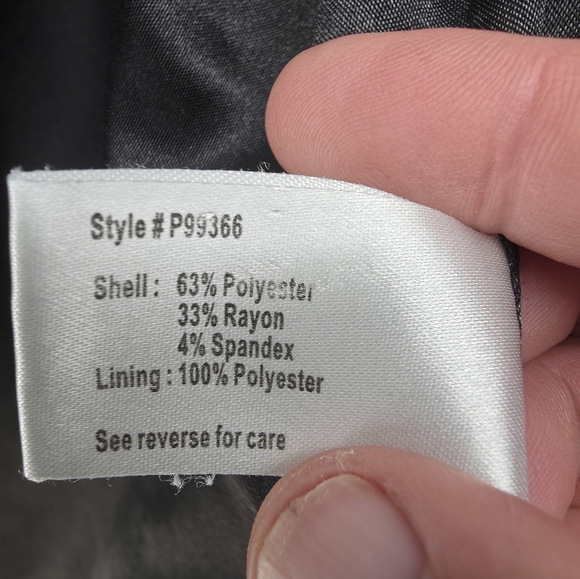 Style # P99366
Shell : 63% Polyester
33% Rayon
4% Spandex
Lining : 100% Polyester
See reverse for care